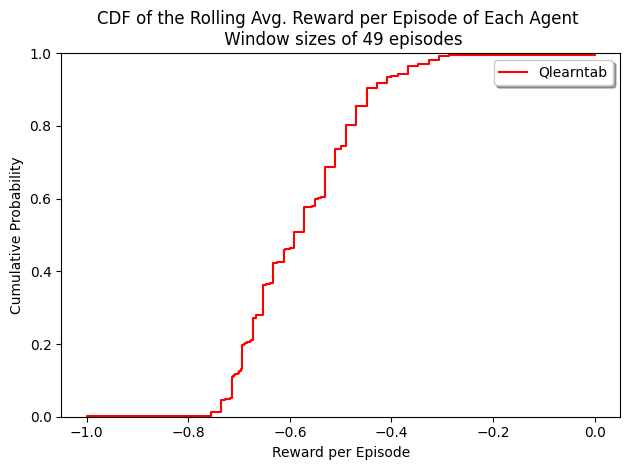 CDF of the Rolling Avg. Reward per Episode of Each Agent
Window sizes of 49 episodes
Qlearntab
1.0
0.8
0.6
0.4
0.2
0.0
Cumulative Probability
−1.0 −0.8 −0.6 −0.4 −0.2 0.0
Reward per Episode